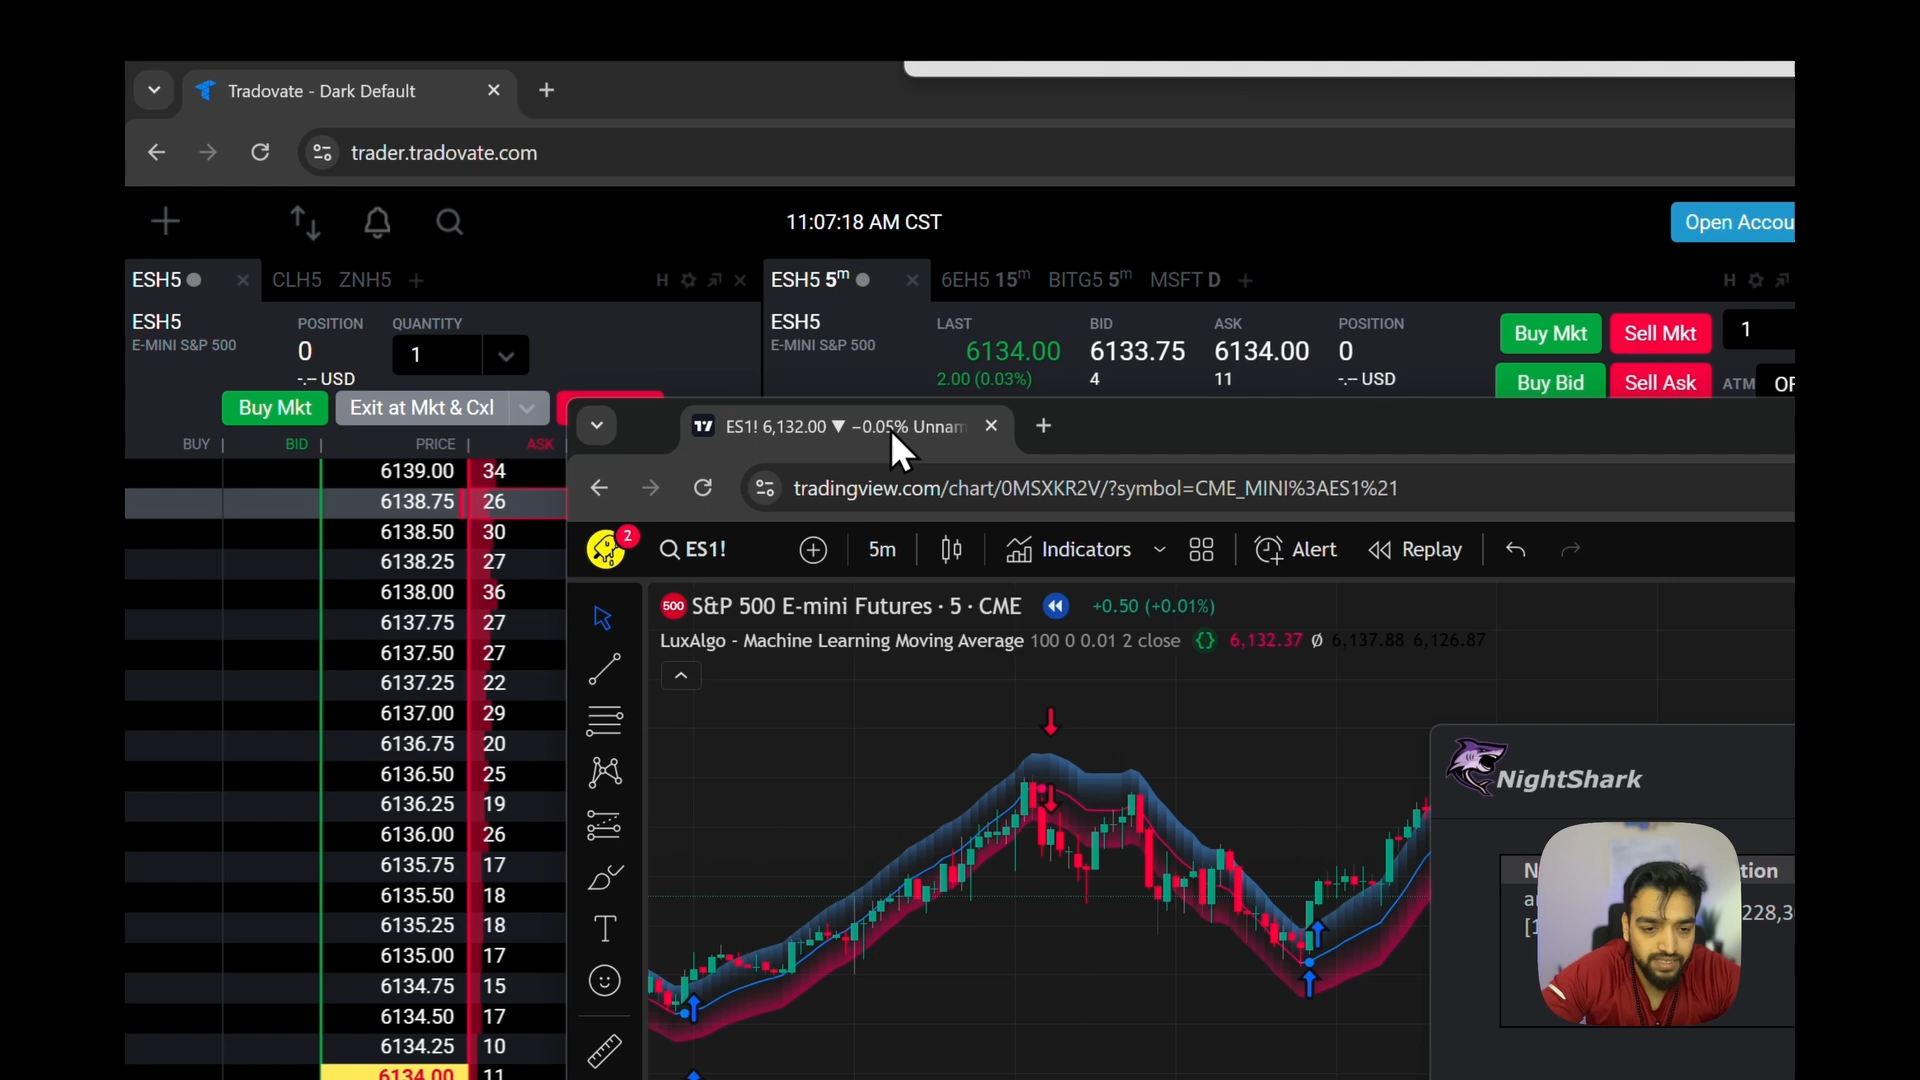 Tradovate - Dark Default
trader.tradovate.com
11:07:18 AM CST
Open Accou
ESH5 CLH5 ZNH5
H
ESH5 5m 6EH5 15m BITG5 5m MSFT D
H
ESH5
E-MINI S&P 500
POSITION
0
-.-- USD
QUANTITY
1
ESH5
E-MINI S&P 500
LAST
6134.00
2.00 (0.03%)
BID
6133.75
4
ASK
6134.00
11
POSITION
0
-.-- USD
Buy Mkt Sell Mkt 1
Buy Bid Sell Ask ATM
Buy Mkt Exit at Mkt & Cxl
BUY BID PRICE ASK
6139.00 34
6138.75 26
6138.50 30
6138.25 27
6138.00 36
6137.75 27
6137.50 27
6137.25 22
6137.00 29
6136.75 20
6136.50 25
6136.25 19
6136.00 26
6135.75 17
6135.50 18
6135.25 18
6135.00 17
6134.75 15
6134.50 17
6134.25 10
6134.00 11
ES1! 6,132.00 ▼ −0.05% Unnam
tradingview.com/chart/0MSXKR2V/?symbol=CME_MINI%3AES1%21
2
ES1! 5m Indicators Alert Replay
500 S&P 500 E-mini Futures · 5 · CME +0.50 (+0.01%)
LuxAlgo - Machine Learning Moving Average 100 0 0.01 2 close {} 6,132.37 Ø 6,137.88 6,126.87
NightShark